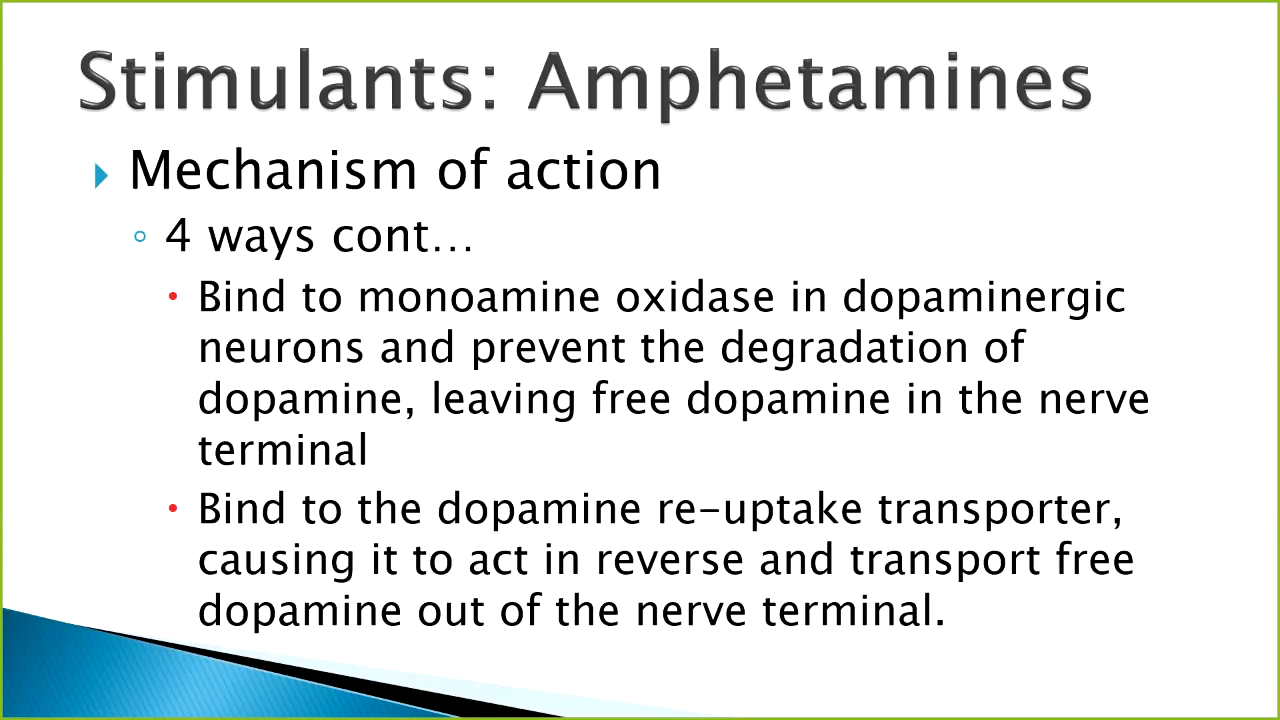 Stimulants: Amphetamines
Mechanism of action
4 ways cont…
Bind to monoamine oxidase in dopaminergic
neurons and prevent the degradation of
dopamine, leaving free dopamine in the nerve
terminal
Bind to the dopamine re-uptake transporter,
causing it to act in reverse and transport free
dopamine out of the nerve terminal.